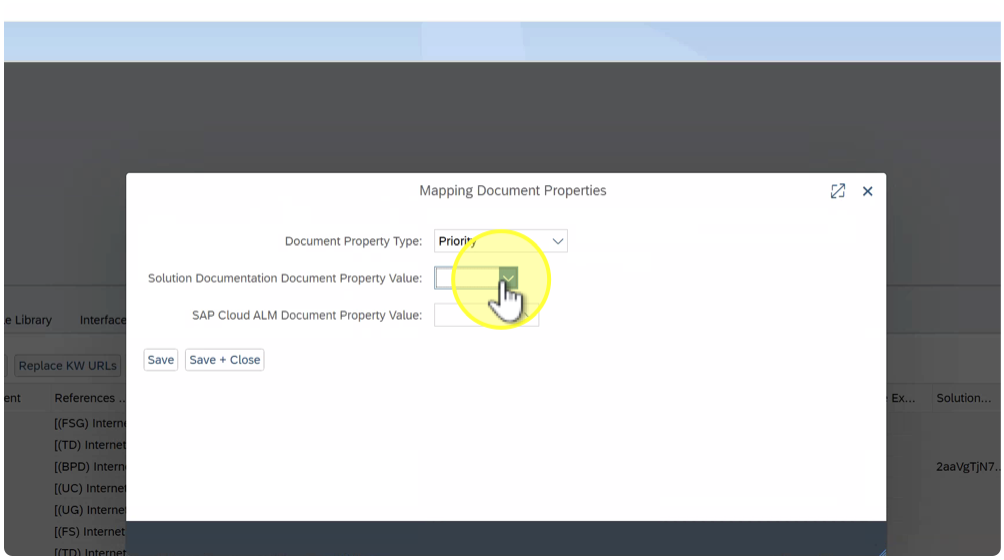 Mapping Document Properties
Document Property Type: Priority
Solution Documentation Document Property Value:
SAP Cloud ALM Document Property Value:
Save Save + Close
e Library Interface
Replace KW URLs
ent References .. Ex... Solution...
[(FSG) Interne
[(TD) Internet
[(BPD) Intern 2aaVgTjN7..
[(UC) Internet
[(UG) Interne
[(FS) Internet
[(TD) Internet